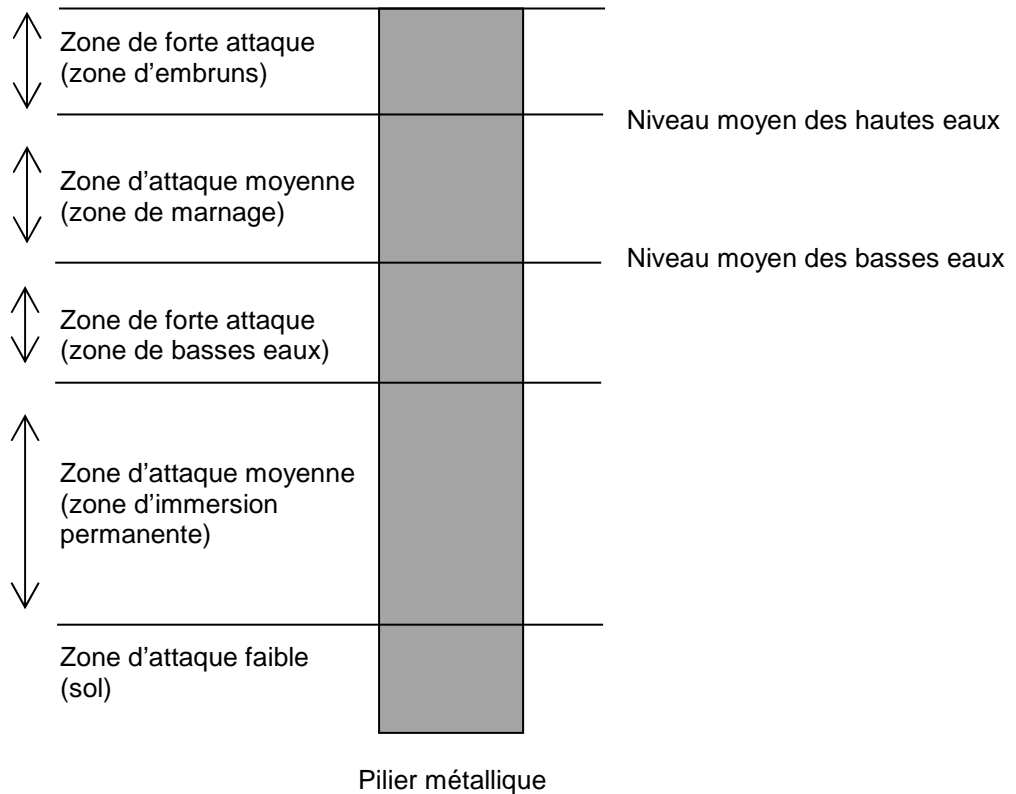 Zone de forte attaque
(zone d’embruns)
Niveau moyen des hautes eaux
Zone d’attaque moyenne
(zone de marnage)
Niveau moyen des basses eaux
Zone de forte attaque
(zone de basses eaux)
Zone d’attaque moyenne
(zone d’immersion
permanente)
Zone d’attaque faible
(sol)
Pilier métallique